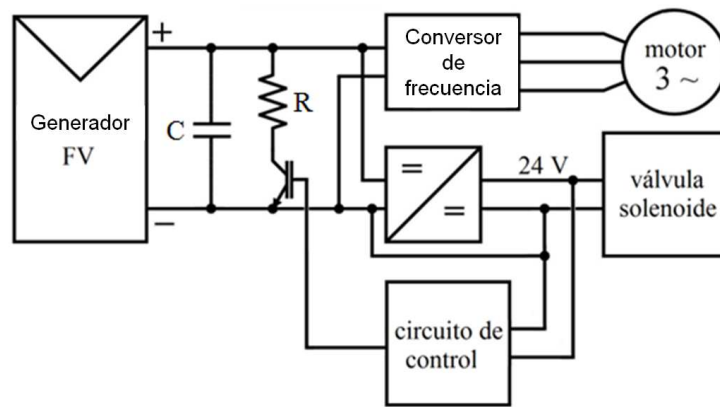 Generador
FV
+
−
C
R
Conversor
de
frecuencia
motor
3 ~
=
=
24 V
válvula
solenoide
circuito de
control